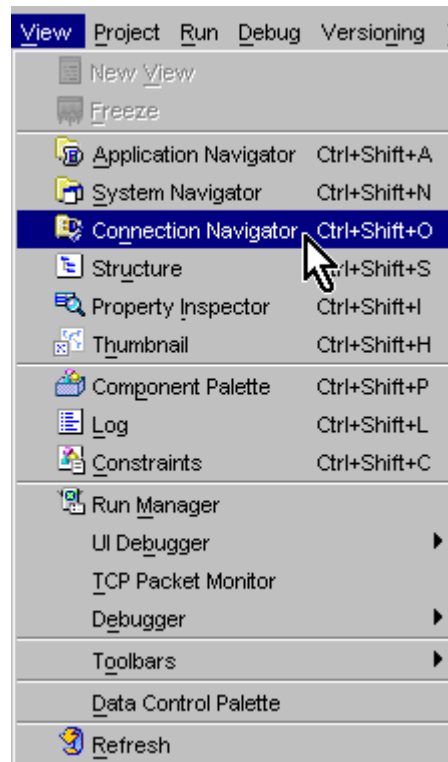 View Project Run Debug Versioning
New View
Freeze
Application Navigator Ctrl+Shift+A
System Navigator Ctrl+Shift+N
Connection Navigator Ctrl+Shift+O
Structure Ctrl+Shift+S
Property Inspector Ctrl+Shift+I
Thumbnail Ctrl+Shift+H
Component Palette Ctrl+Shift+P
Log Ctrl+Shift+L
Constraints Ctrl+Shift+C
Run Manager
UI Debugger
TCP Packet Monitor
Debugger
Toolbars
Data Control Palette
Refresh